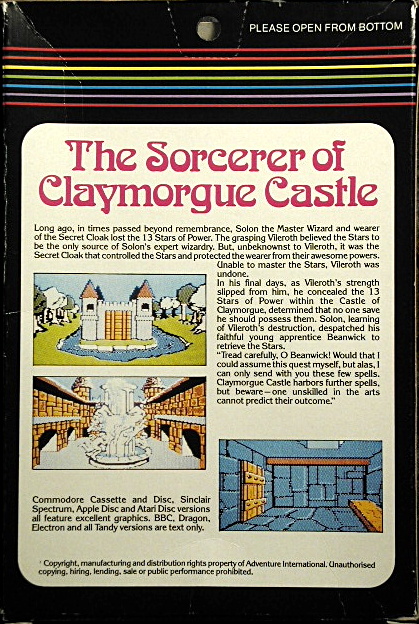 PLEASE OPEN FROM BOTTOM
The Sorcerer of
Claymorgue Castle
Long ago, in times passed beyond remembrance, Solon the Master Wizard and wearer
of the Secret Cloak lost the 13 Stars of Power. The grasping Vileroth believed the Stars to
be the only source of Solon's expert wizardry. But, unbeknownst to Vileroth, it was the
Secret Cloak that controlled the Stars and protected the wearer from their awesome powers.
Unable to master the Stars, Vileroth was
undone.
In his final days, as Vileroth's strength
slipped from him, he concealed the 13
Stars of Power within the Castle of
Claymorgue, determined that no one save
he should possess them. Solon, learning
of Vileroth's destruction, despatched his
faithful young apprentice Beanwick to
retrieve the Stars.
"Tread carefully, O Beanwick! Would that I
could assume this quest myself, but alas, I
can only send with you these few spells.
Claymorgue Castle harbors further spells,
but beware—one unskilled in the arts
cannot predict their outcome."
Commodore Cassette and Disc, Sinclair
Spectrum, Apple Disc and Atari Disc versions
all feature excellent graphics. BBC, Dragon,
Electron and all Tandy versions are text only.
Copyright, manufacturing and distribution rights property of Adventure International. Unauthorised
copying, hiring, lending, sale or public performance prohibited.